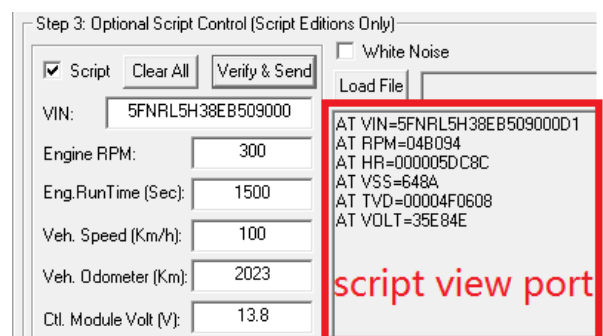 Step 3: Optional Script Control (Script Editions Only)
Script
Clear All
Verify & Send
White Noise
Load File
VIN: 5FNRL5H38EB509000
Engine RPM: 300
Eng.RunTime (Sec): 1500
Veh. Speed (Km/h): 100
Veh. Odometer (Km): 2023
Ctl. Module Volt (V): 13.8
AT VIN=5FNRL5H38EB509000D1
AT RPM=04B094
AT HR=000005DC8C
AT VSS=648A
AT TVD=00004F0608
AT VOLT=35E84E
script view port